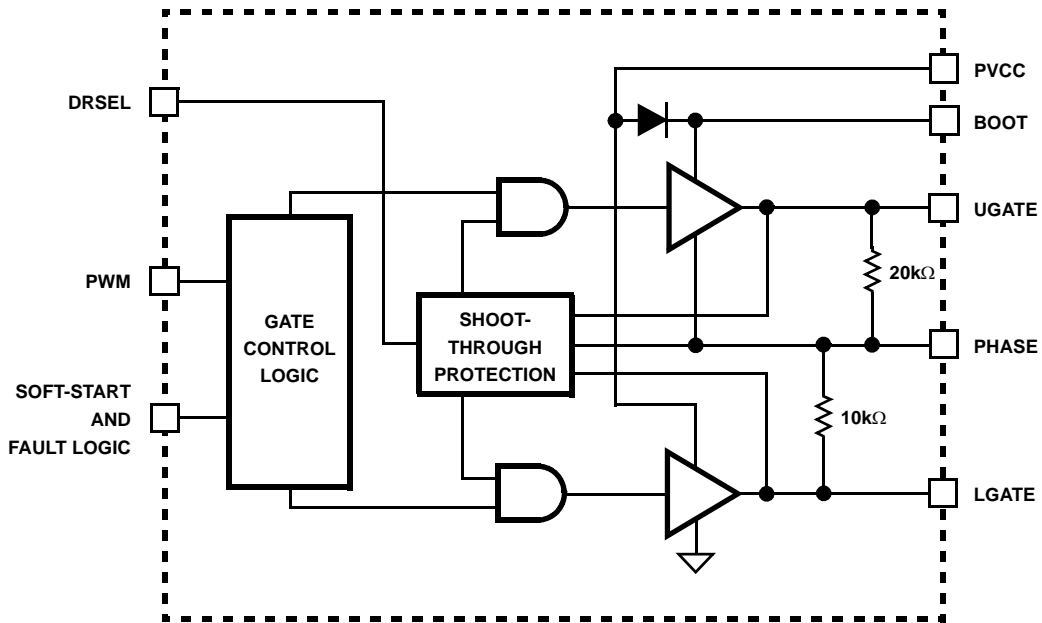 PVCC
DRSEL
BOOT
UGATE
PWM
20kΩ
GATE
CONTROL
LOGIC
SHOOT-
THROUGH
PROTECTION
PHASE
SOFT-START
AND
FAULT LOGIC
10kΩ
LGATE